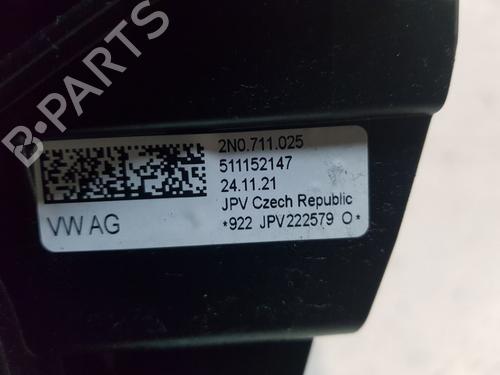 B-PARTS
2N0.711.025
511152147
24.11.21
JPV Czech Republic
VW AG
*922 JPV222579 O*